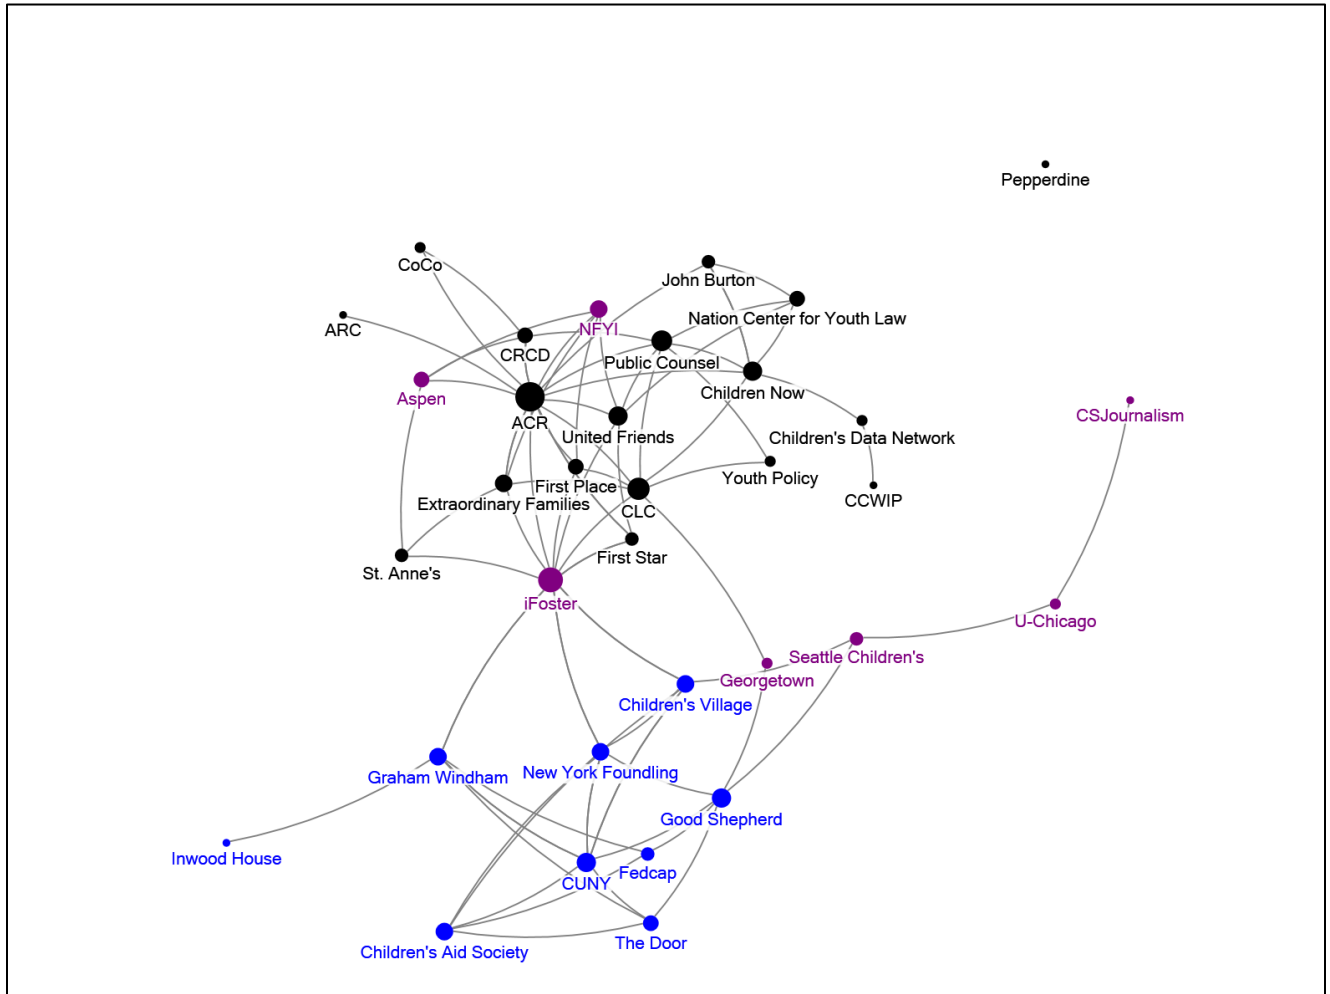 Pepperdine
CoCo
John Burton
Nation Center for Youth Law
ARC
NFYI
CRCD
Public Counsel
Children Now
Aspen
CSJournalism
ACR
United Friends
Children's Data Network
Youth Policy
First Place
CCWIP
Extraordinary Families
CLC
First Star
St. Anne's
iFoster
U-Chicago
Seattle Children's
Georgetown
Children's Village
New York Foundling
Graham Windham
Good Shepherd
Inwood House
Fedcap
CUNY
The Door
Children's Aid Society